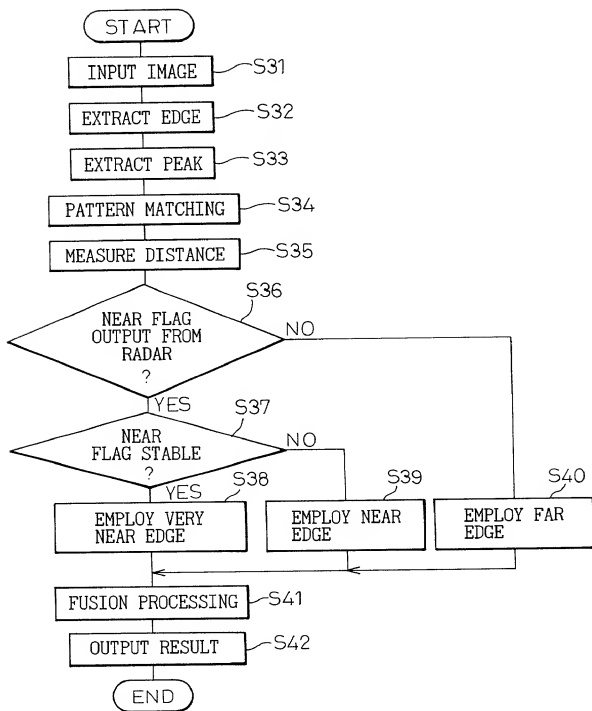 START
INPUT IMAGE
S31
EXTRACT EDGE
S32
EXTRACT PEAK
S33
PATTERN MATCHING
S34
MEASURE DISTANCE
S35
S36
NEAR FLAG
OUTPUT FROM
RADAR
?
NO
YES
S37
NEAR
FLAG STABLE
?
NO
YES
S38
EMPLOY VERY
NEAR EDGE
S39
EMPLOY NEAR
EDGE
S40
EMPLOY FAR
EDGE
FUSION PROCESSING
S41
OUTPUT RESULT
S42
END